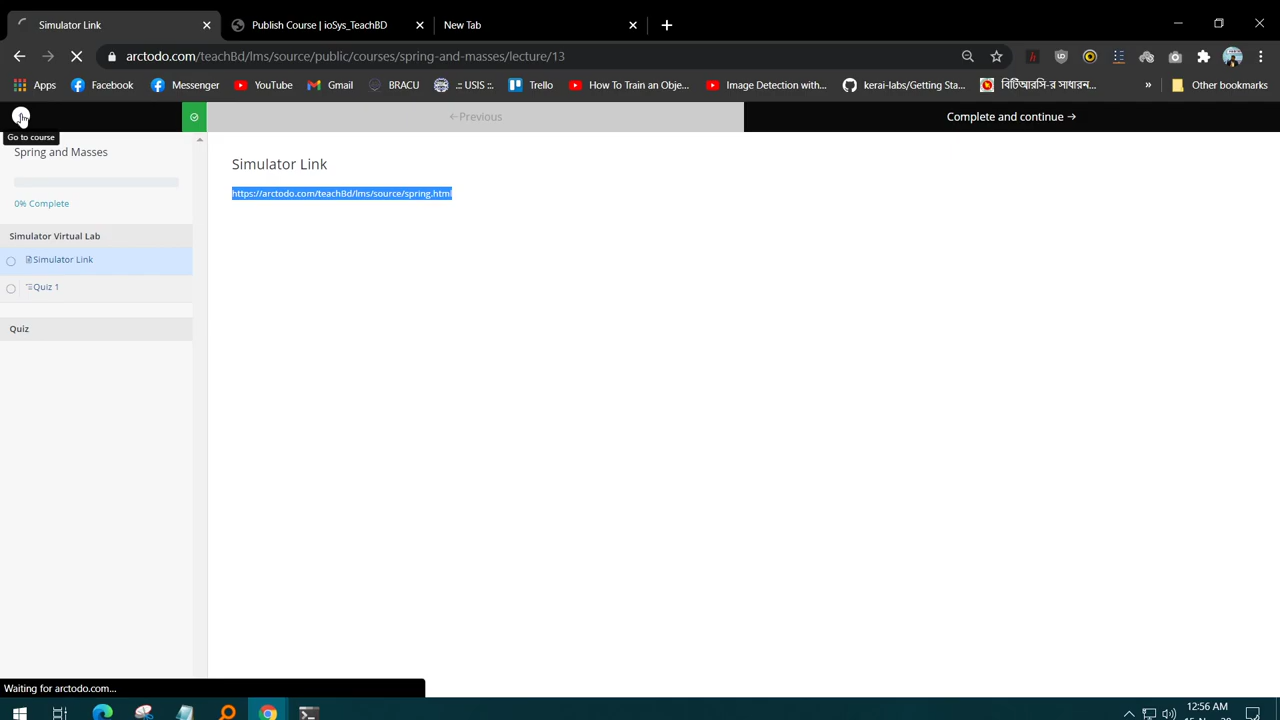 Simulator Link
Publish Course | ioSys_TeachBD
New Tab
arctodo.com/teachBd/lms/source/public/courses/spring-and-masses/lecture/13
Apps
Facebook
Messenger
YouTube
Gmail
BRACU
.:: USIS ::.
Trello
How To Train an Obje...
Image Detection with...
kerai-labs/Getting Sta...
বিটিআরসি-র সাধারন...
»
Other bookmarks
←Previous
Complete and continue →
Go to course
Spring and Masses
0% Complete
Simulator Virtual Lab
Simulator Link
Quiz 1
Quiz
Simulator Link
https://arctodo.com/teachBd/lms/source/spring.html
Waiting for arctodo.com...
12:56 AM